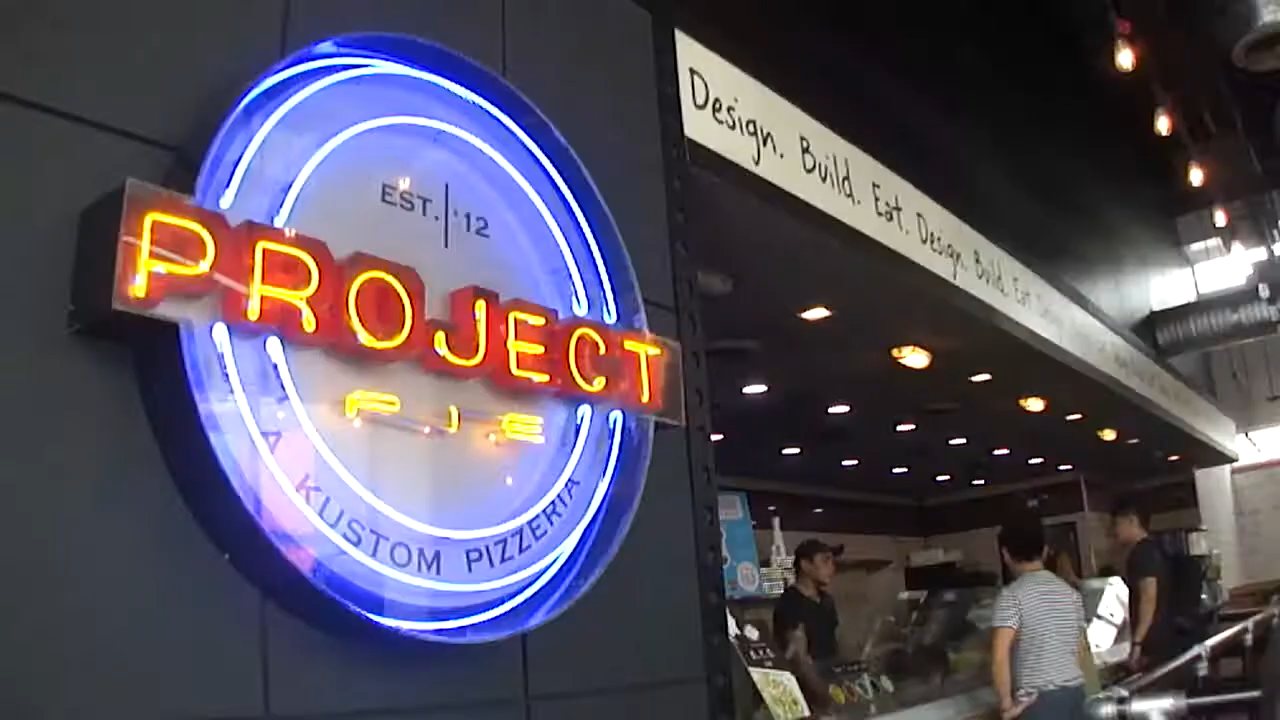 EST. '12
PROJECT
PIE
A KUSTOM PIZZERIA
Design. Build. Eat. Design. Build. Eat